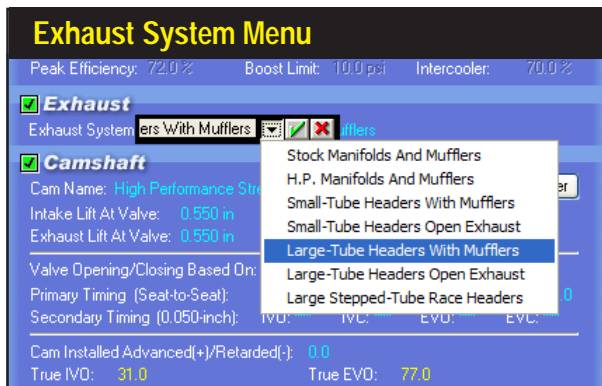 Exhaust System Menu
Peak Efficiency: 72.0 % Boost Limit: 10.0 psi Intercooler: 70.0 %
Exhaust
Exhaust System ers With Mufflers ufflers
Stock Manifolds And Mufflers
H.P. Manifolds And Mufflers
Small-Tube Headers With Mufflers
Small-Tube Headers Open Exhaust
Large-Tube Headers With Mufflers
Large-Tube Headers Open Exhaust
Large Stepped-Tube Race Headers
Camshaft
Cam Name: High Performance Stre er
Intake Lift At Valve: 0.550 in
Exhaust Lift At Valve: 0.550 in
Valve Opening/Closing Based On:
Primary Timing (Seat-to-Seat): .0
Secondary Timing (0.050-inch): IVO: IVC: EVO: EVC:
Cam Installed Advanced(+)/Retarded(-): 0.0
True IVO: 31.0 True EVO: 77.0